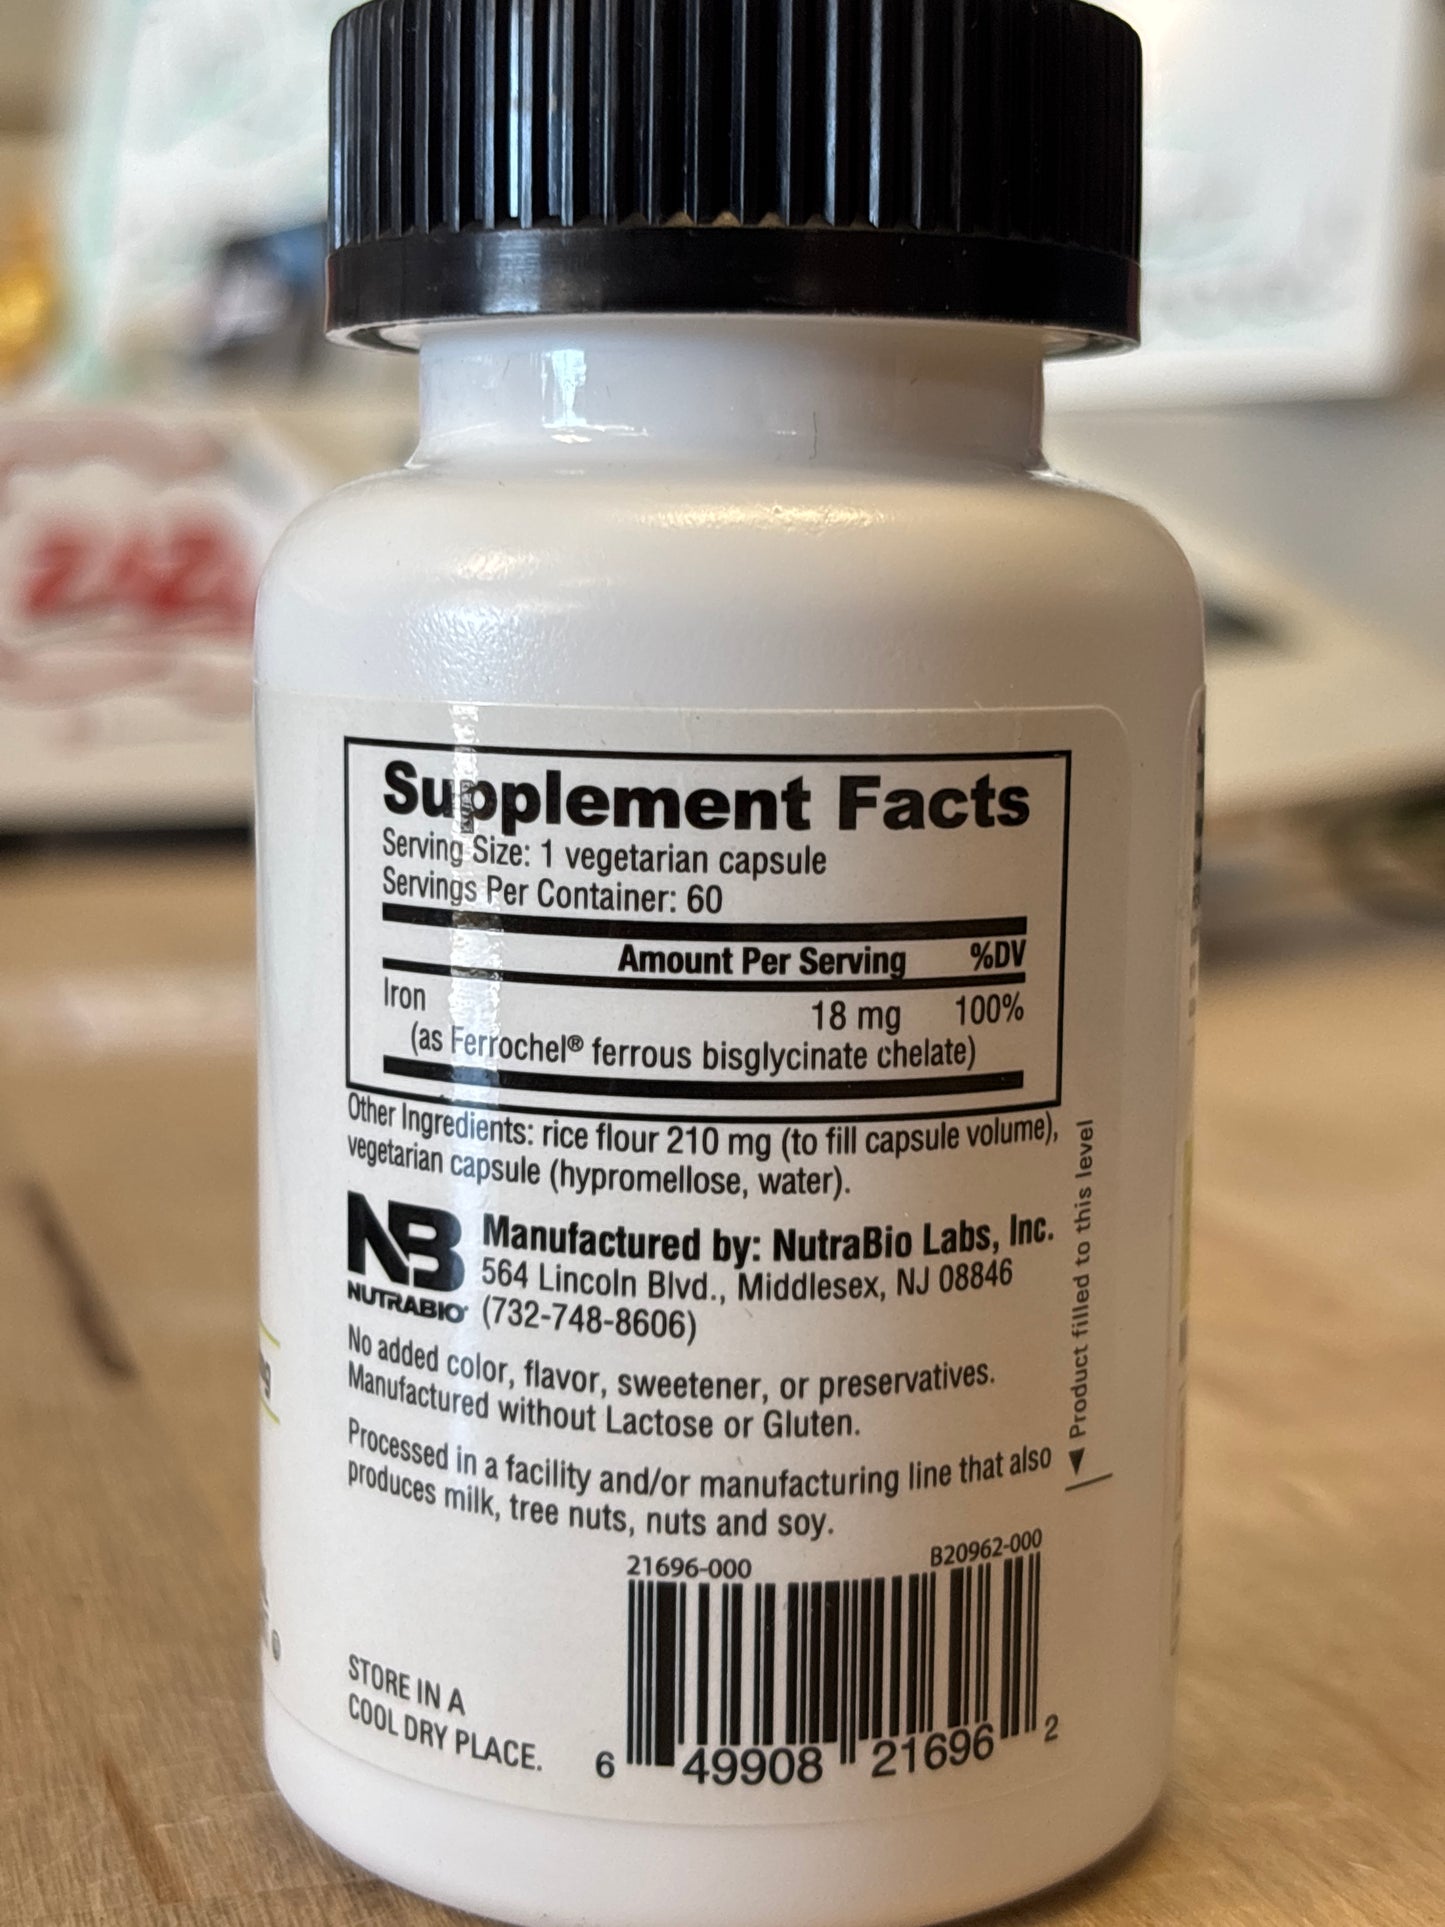 Supplement Facts
Serving Size: 1 vegetarian capsule
Servings Per Container: 60
Amount Per Serving %DV
Iron 18 mg 100%
(as Ferrochel® ferrous bisglycinate chelate)
Other Ingredients: rice flour 210 mg (to fill capsule volume),
vegetarian capsule (hypromellose, water).
NB
NUTRABIO
Manufactured by: NutraBio Labs, Inc.
564 Lincoln Blvd., Middlesex, NJ 08846
(732-748-8606)
No added color, flavor, sweetener, or preservatives.
Manufactured without Lactose or Gluten.
Processed in a facility and/or manufacturing line that also
produces milk, tree nuts, nuts and soy.
◄ Product filled to this level
21696-000 B20962-000
STORE IN A
COOL DRY PLACE.
6 49908 21696 2